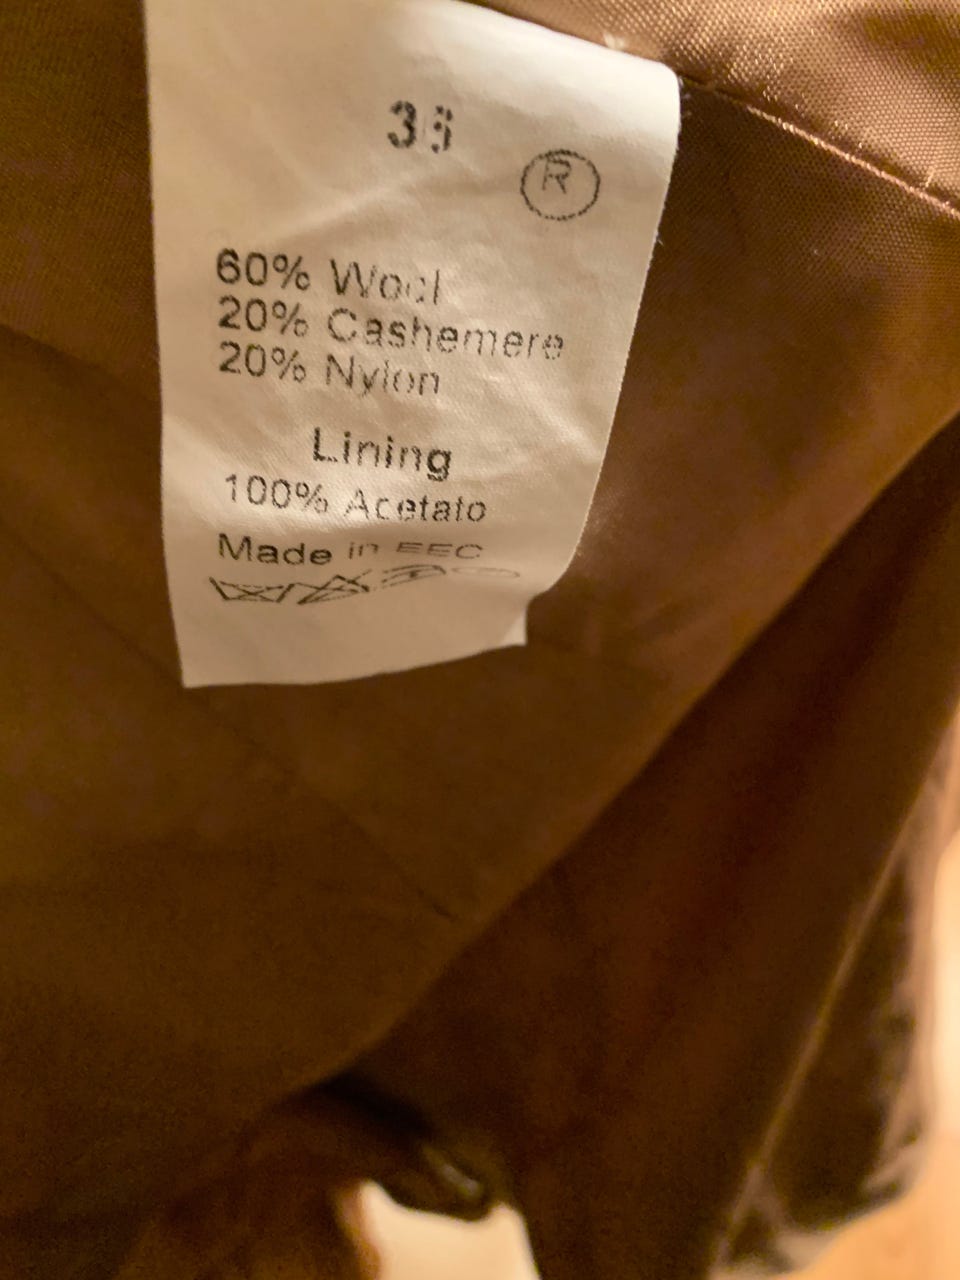 ®
60% Wool
20% Cashemere
20% Nylon
Lining
100% Acetato
Made in EEC